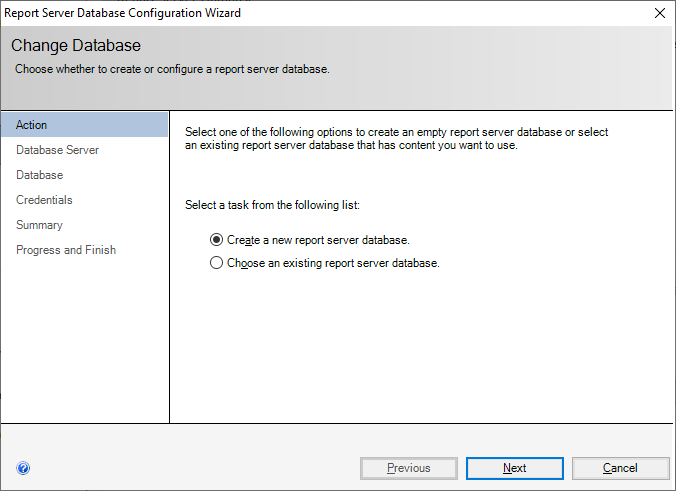 Report Server Database Configuration Wizard
Change Database
Choose whether to create or configure a report server database.
Action
Database Server
Database
Credentials
Summary
Progress and Finish
Select one of the following options to create an empty report server database or select
an existing report server database that has content you want to use.
Select a task from the following list:
Create a new report server database.
Choose an existing report server database.
?
Previous
Next
Cancel